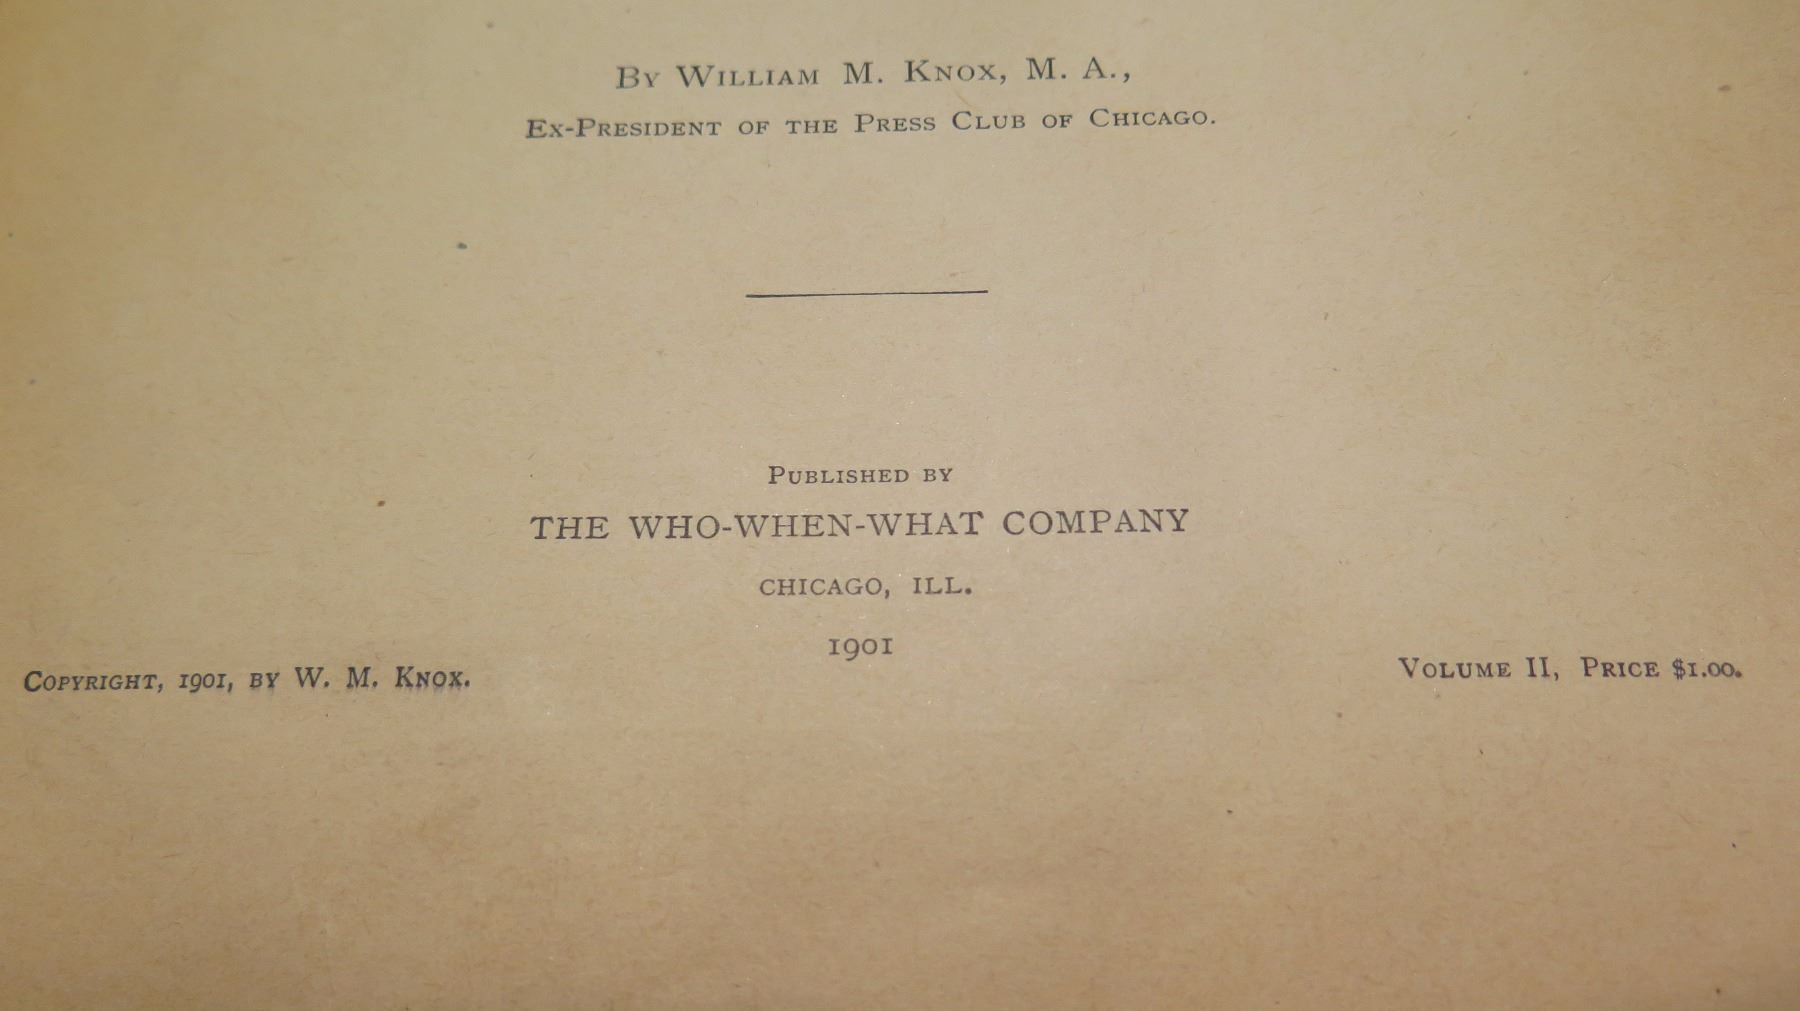 By William M. Knox, M. A.,
Ex-President of the Press Club of Chicago.
Published by
THE WHO-WHEN-WHAT COMPANY
CHICAGO, ILL.
1901
Copyright, 1901, by W. M. Knox.
Volume II, Price $1.00.